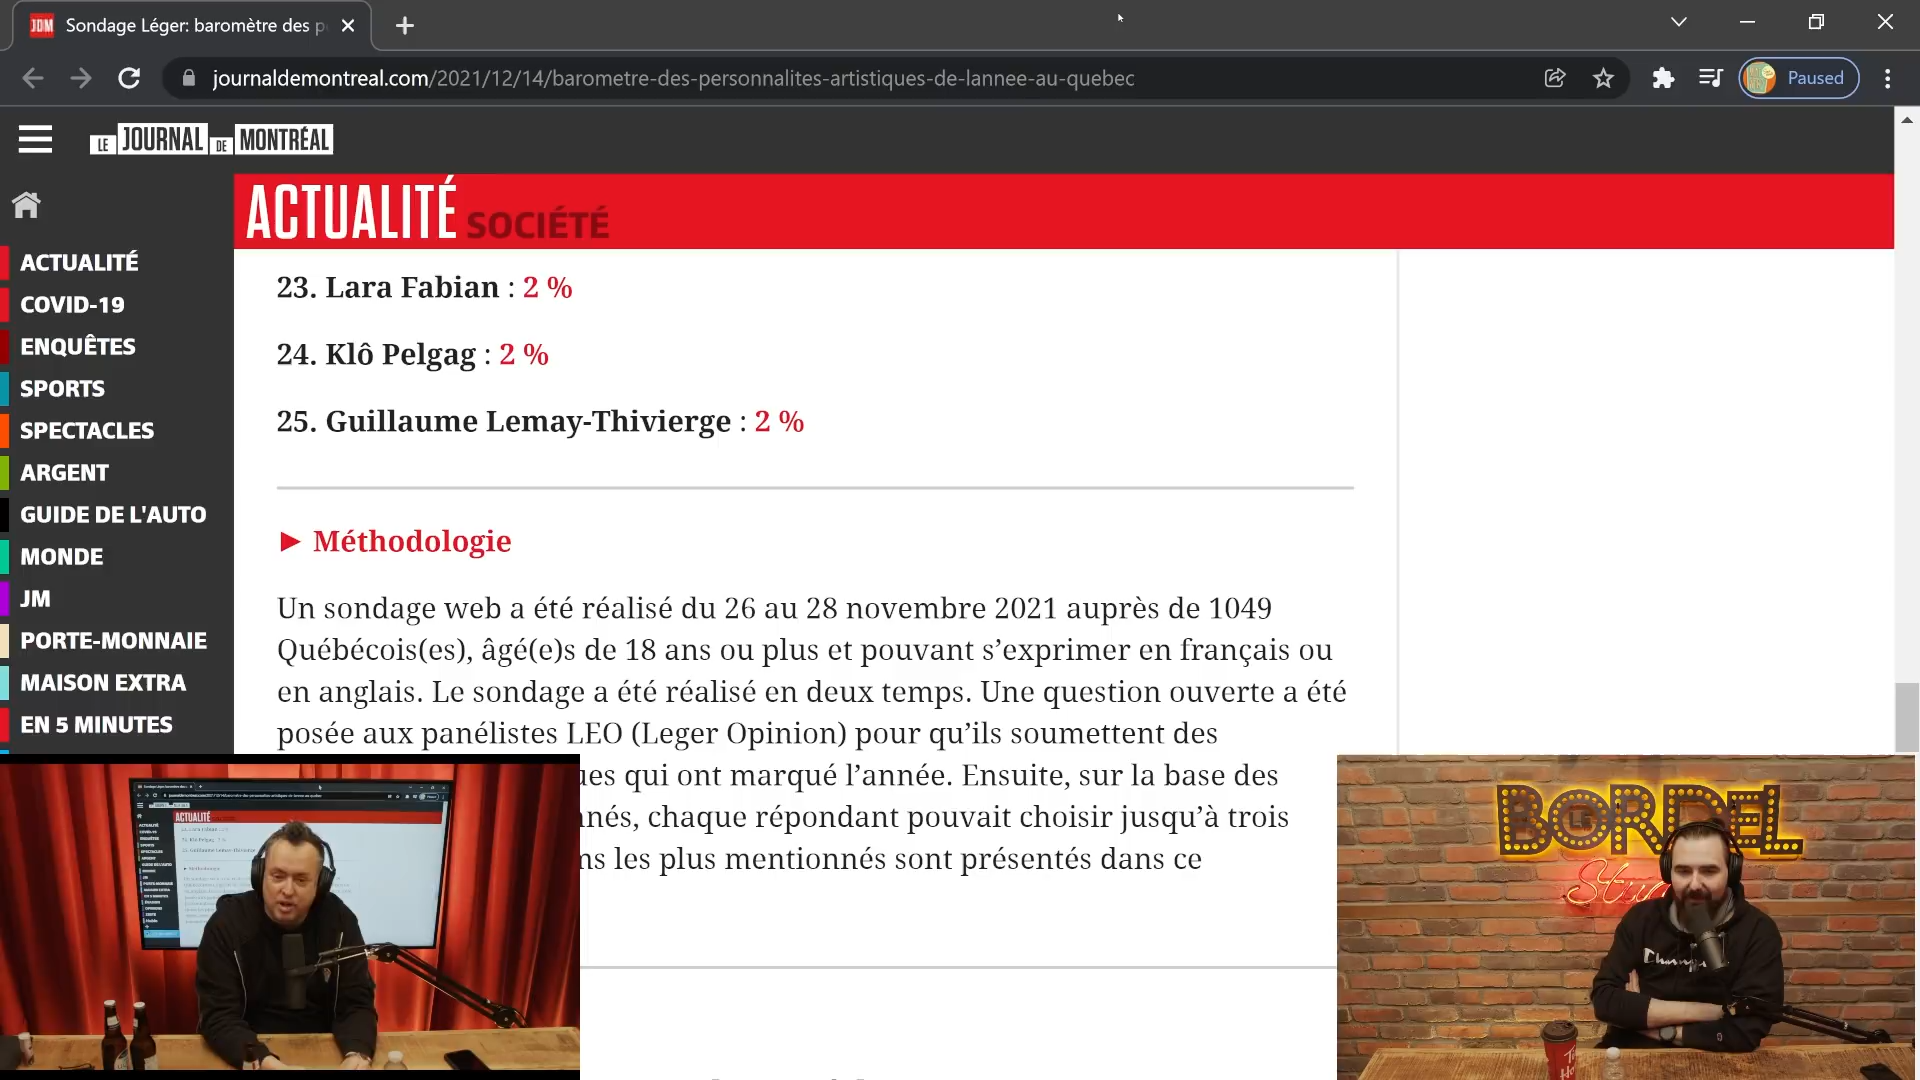 JDM Sondage Léger: baromètre des p
journaldemontreal.com/2021/12/14/barometre-des-personnalites-artistiques-de-lannee-au-quebec
Paused
LE JOURNAL DE MONTRÉAL
ACTUALITÉ SOCIÉTÉ
ACTUALITÉ
COVID-19
ENQUÊTES
SPORTS
SPECTACLES
ARGENT
GUIDE DE L'AUTO
MONDE
JM
PORTE-MONNAIE
MAISON EXTRA
EN 5 MINUTES
23. Lara Fabian : 2 %
24. Klô Pelgag : 2 %
25. Guillaume Lemay-Thivierge : 2 %
► Méthodologie
Un sondage web a été réalisé du 26 au 28 novembre 2021 auprès de 1049
Québécois(es), âgé(e)s de 18 ans ou plus et pouvant s’exprimer en français ou
en anglais. Le sondage a été réalisé en deux temps. Une question ouverte a été
posée aux panélistes LEO (Leger Opinion) pour qu’ils soumettent des
ues qui ont marqué l’année. Ensuite, sur la base des
nés, chaque répondant pouvait choisir jusqu’à trois
ns les plus mentionnés sont présentés dans ce
ACTUALITÉ
BORDEL